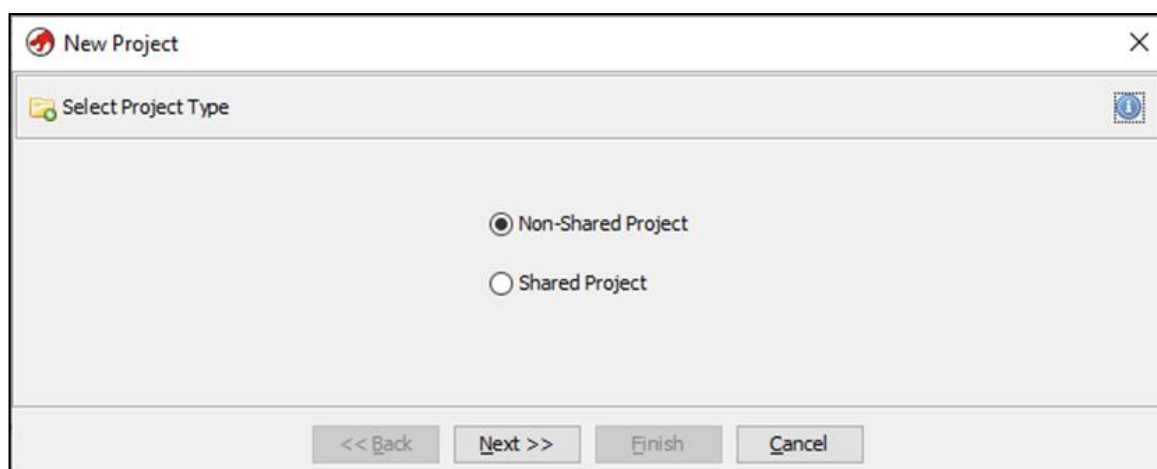 New Project
Select Project Type
Non-Shared Project
Shared Project
<< Back Next >> Finish Cancel